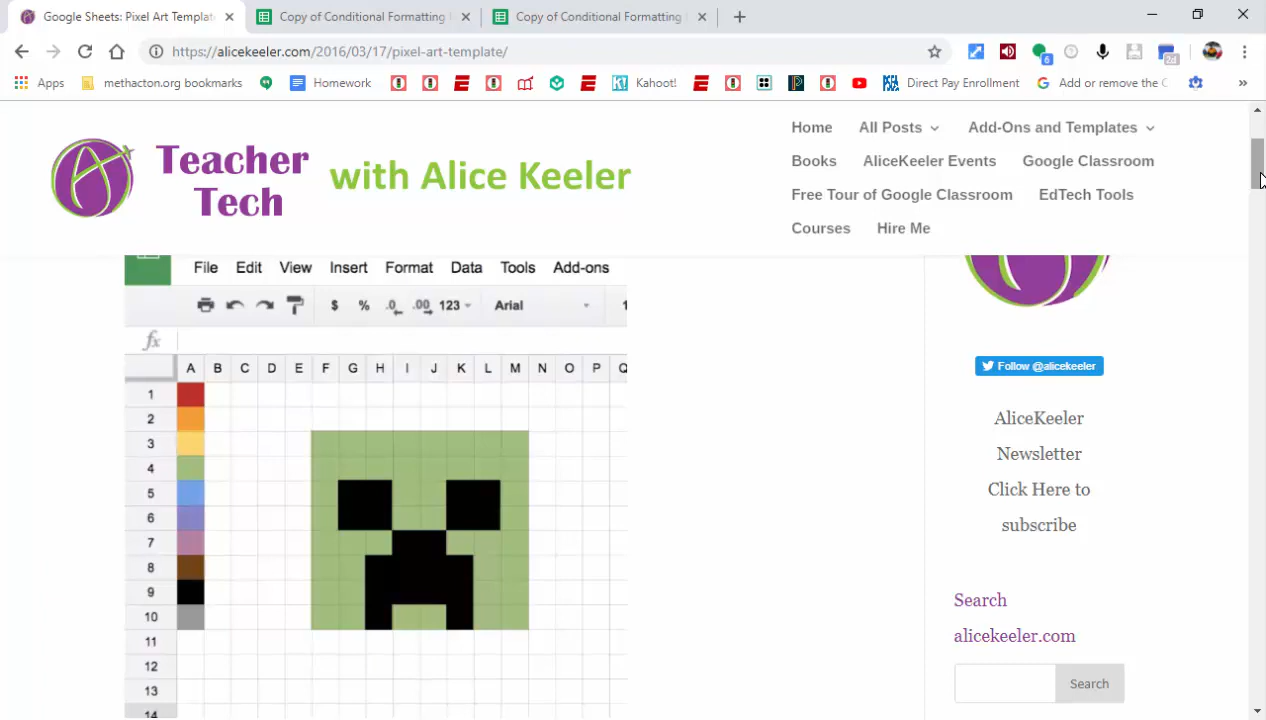 Google Sheets: Pixel Art Templat
Copy of Conditional Formatting
Copy of Conditional Formatting
https://alicekeeler.com/2016/03/17/pixel-art-template/
6
2d
Apps
methacton.org bookmarks
Homework
Kahoot!
Direct Pay Enrollment
Add or remove the
Teacher
Tech
with Alice Keeler
Home
All Posts
Add-Ons and Templates
Books
AliceKeeler Events
Google Classroom
Free Tour of Google Classroom
EdTech Tools
Courses
Hire Me
File Edit View Insert Format Data Tools Add-ons
$ % .0 .00 123 Arial 1
fx
A B C D E F G H I J K L M N O P Q
1
2
3
4
5
6
7
8
9
10
11
12
13
14
Follow @alicekeeler
AliceKeeler
Newsletter
Click Here to
subscribe
Search
alicekeeler.com
Search